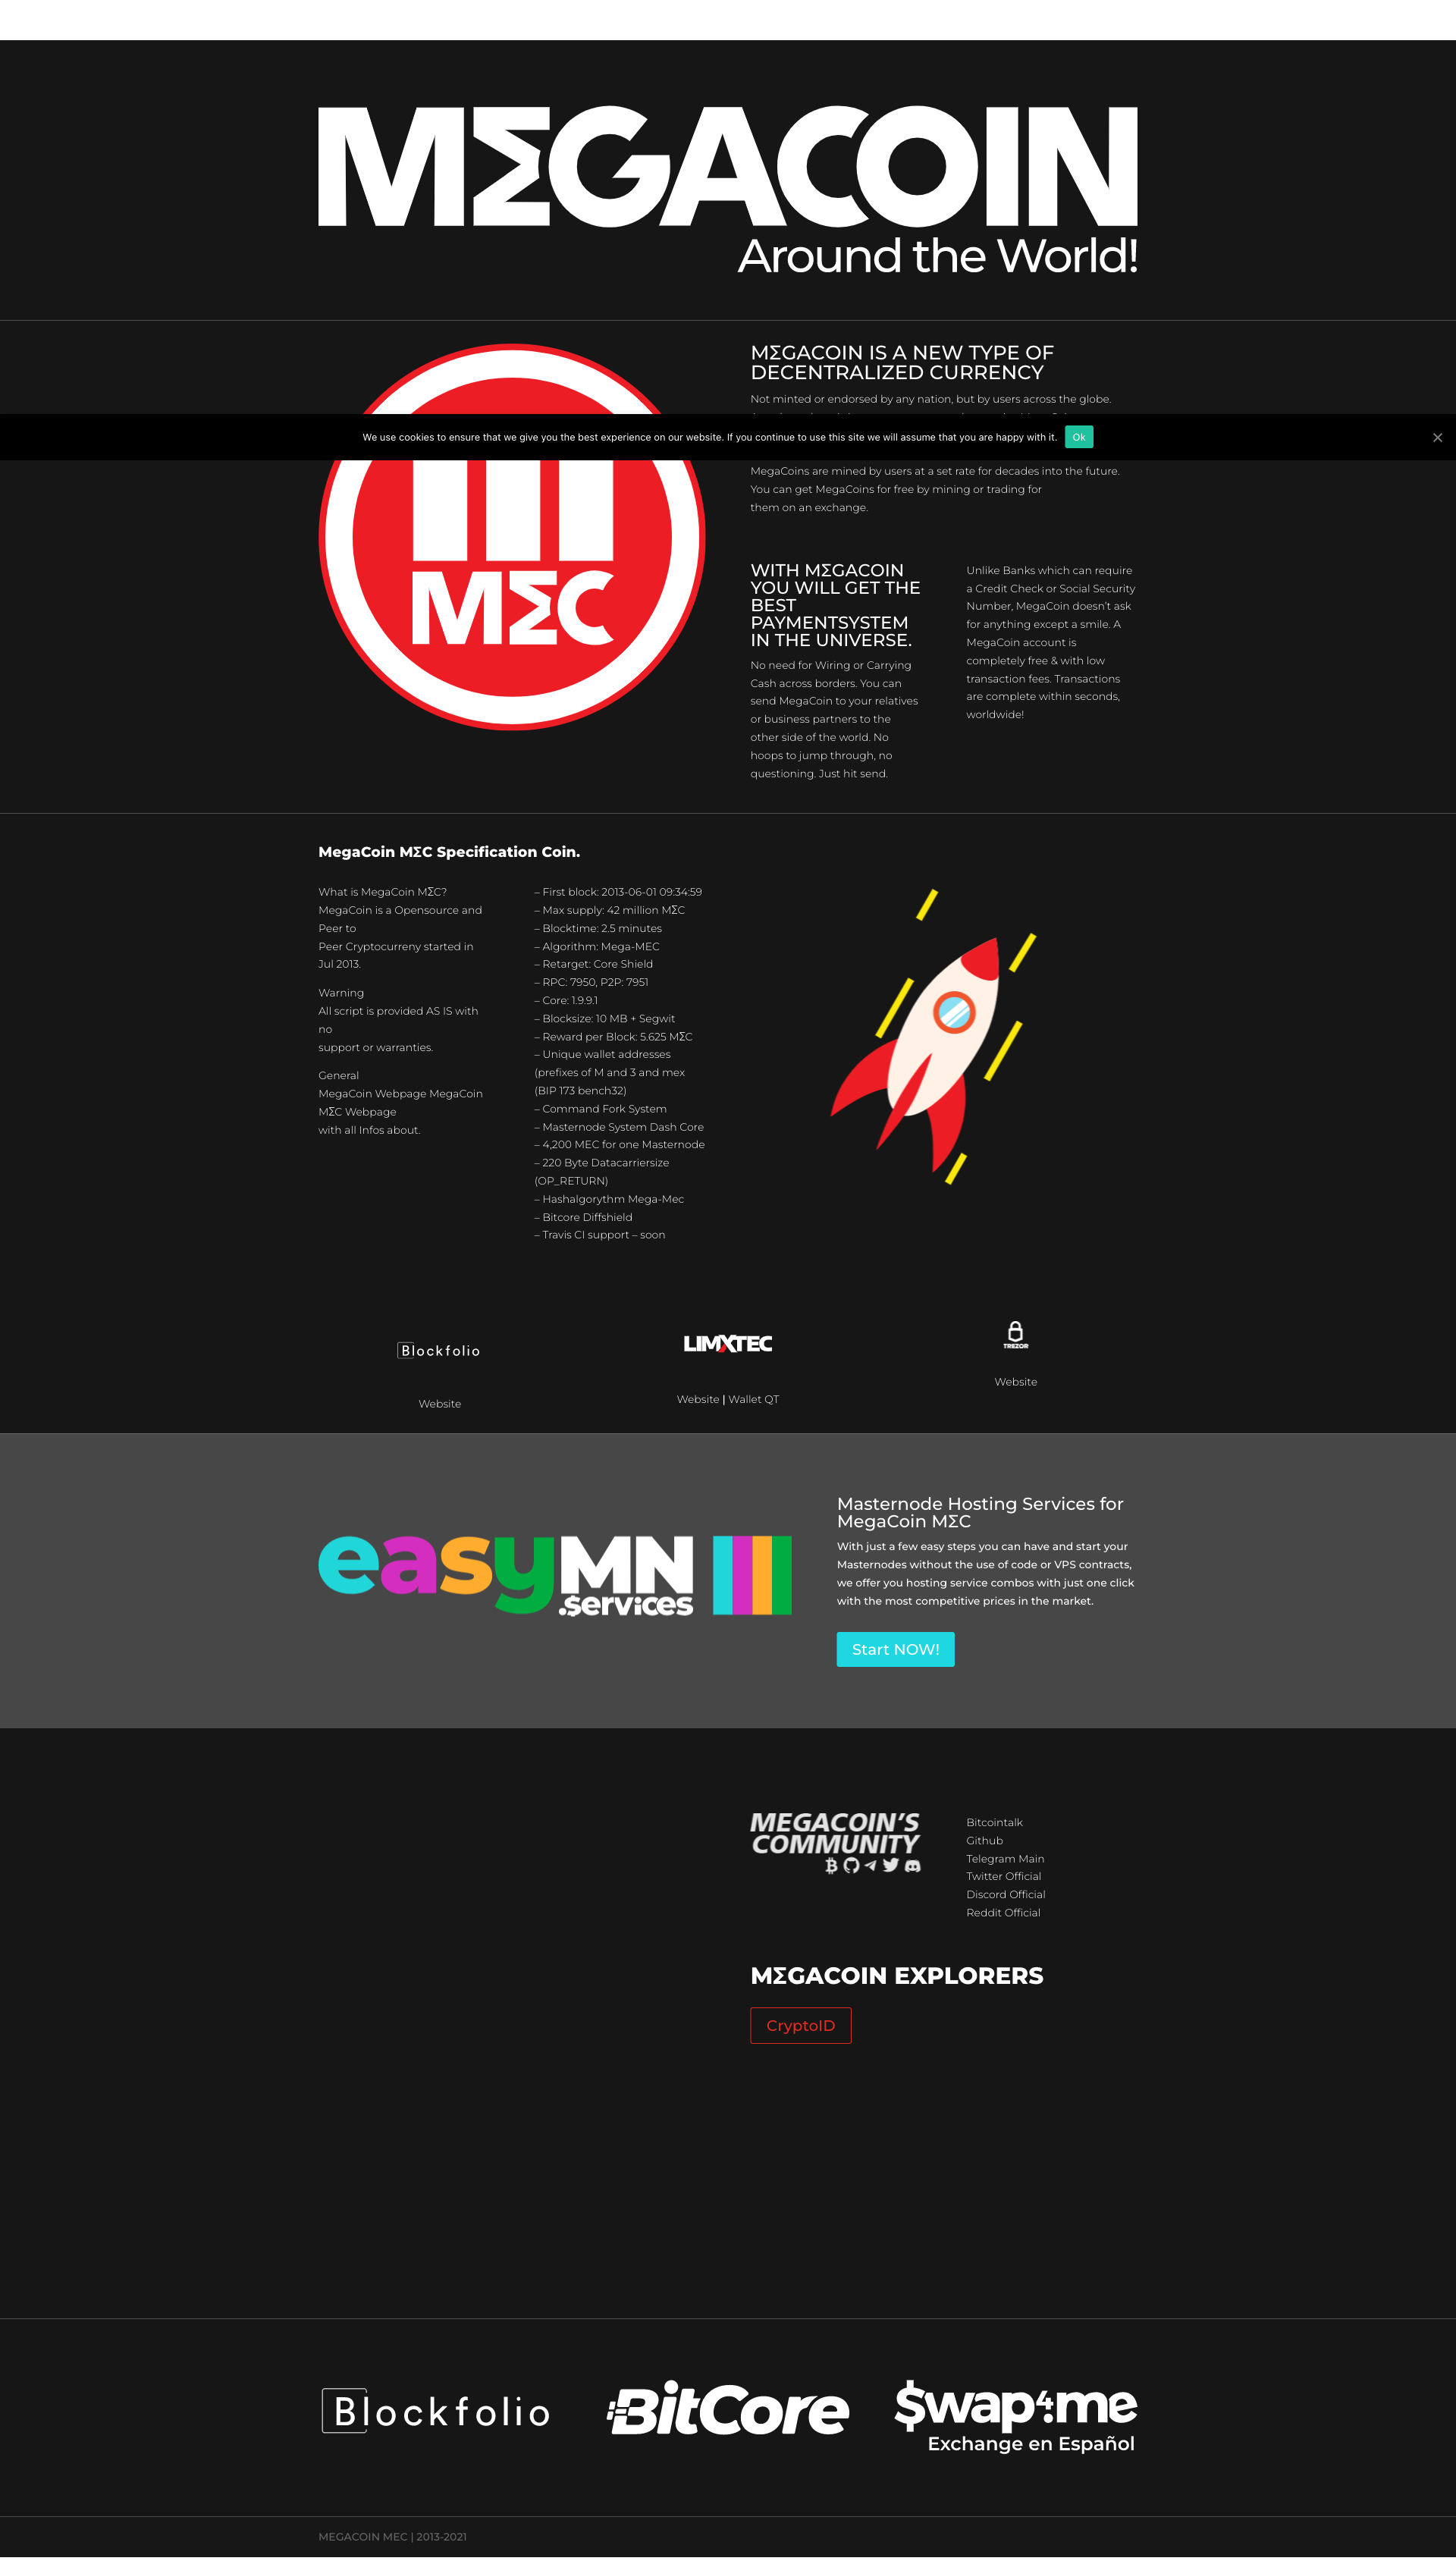 MΣGACOIN
Around the World!
MΣGACOIN IS A NEW TYPE OF
DECENTRALIZED CURRENCY
Not minted or endorsed by any nation, but by users across the globe.
We use cookies to ensure that we give you the best experience on our website. If you continue to use this site we will assume that you are happy with it.
Ok
MegaCoins are mined by users at a set rate for decades into the future.
You can get MegaCoins for free by mining or trading for
them on an exchange.
MΣC
WITH MΣGACOIN
YOU WILL GET THE
BEST
PAYMENTSYSTEM
IN THE UNIVERSE.
No need for Wiring or Carrying
Cash across borders. You can
send MegaCoin to your relatives
or business partners to the
other side of the world. No
hoops to jump through, no
questioning. Just hit send.
Unlike Banks which can require
a Credit Check or Social Security
Number, MegaCoin doesn’t ask
for anything except a smile. A
MegaCoin account is
completely free & with low
transaction fees. Transactions
are complete within seconds,
worldwide!
MegaCoin MΣC Specification Coin.
What is MegaCoin MΣC?
MegaCoin is a Opensource and
Peer to
Peer Cryptocurreny started in
Jul 2013.
Warning
All script is provided AS IS with
no
support or warranties.
General
MegaCoin Webpage MegaCoin
MΣC Webpage
with all Infos about.
– First block: 2013-06-01 09:34:59
– Max supply: 42 million MΣC
– Blocktime: 2.5 minutes
– Algorithm: Mega-MEC
– Retarget: Core Shield
– RPC: 7950, P2P: 7951
– Core: 1.9.9.1
– Blocksize: 10 MB + Segwit
– Reward per Block: 5.625 MΣC
– Unique wallet addresses
(prefixes of M and 3 and mex
(BIP 173 bench32)
– Command Fork System
– Masternode System Dash Core
– 4,200 MEC for one Masternode
– 220 Byte Datacarriersize
(OP_RETURN)
– Hashalgorythm Mega-Mec
– Bitcore Diffshield
– Travis CI support – soon
Blockfolio
Website
LIMXTEC
Website | Wallet QT
TREZOR
Website
easyMN
.$ervices
Masternode Hosting Services for
MegaCoin MΣC
With just a few easy steps you can have and start your
Masternodes without the use of code or VPS contracts,
we offer you hosting service combos with just one click
with the most competitive prices in the market.
Start NOW!
MEGACOIN'S
COMMUNITY
Bitcointalk
Github
Telegram Main
Twitter Official
Discord Official
Reddit Official
MΣGACOIN EXPLORERS
CryptoID
Blockfolio
BitCore
$wap4.me
Exchange en Español
MEGACOIN MEC | 2013-2021